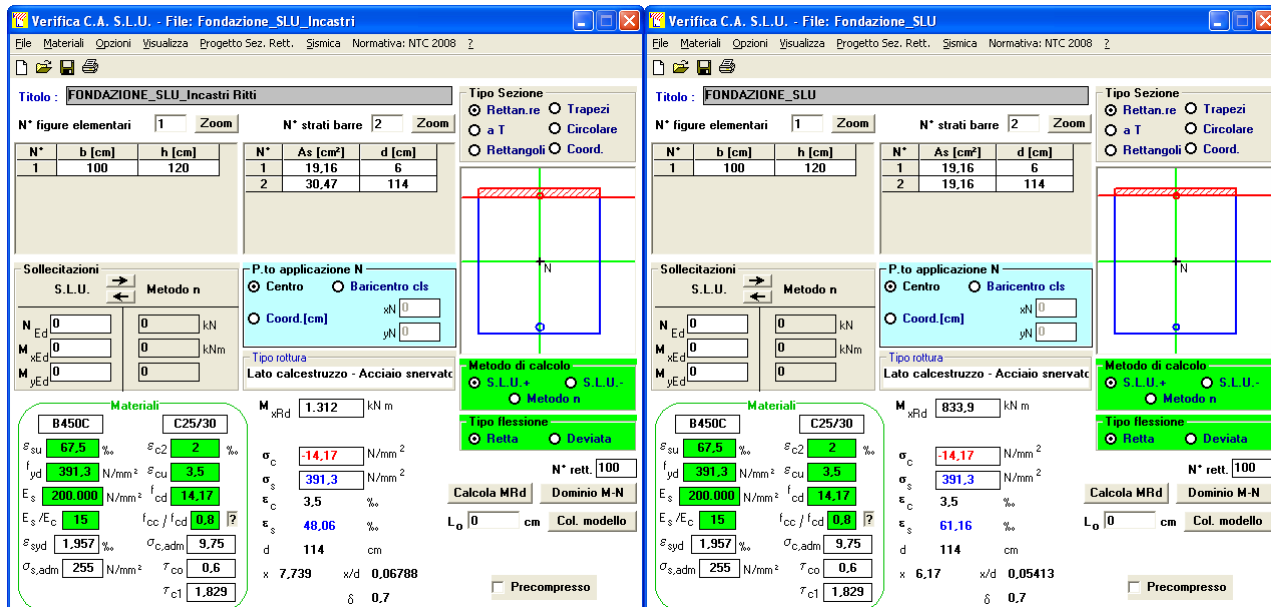 Verifica C.A. S.L.U. - File: Fondazione_SLU_Incastri
File Materiali Opzioni Visualizza Progetto Sez. Rett. Sismica Normativa: NTC 2008 ?
Titolo : FONDAZIONE_SLU_Incastri Ritti
N* figure elementari 1 Zoom N* strati barre 2 Zoom
N* b [cm] h [cm]
1 100 120
N* As [cm²] d [cm]
1 19,16 6
2 30,47 114
Tipo Sezione
Rettan.re Trapezi
a T Circolare
Rettangoli Coord.
N
Sollecitazioni
S.L.U. Metodo n
N Ed 0 0 kN
M xEd 0 0 kNm
M yEd 0 0
P.to applicazione N
Centro Baricentro cls
Coord.[cm] xN 0
yN 0
Tipo rottura
Lato calcestruzzo - Acciaio snervato
Metodo di calcolo
S.L.U.+ S.L.U.-
Metodo n
Tipo flessione
Retta Deviata
Materiali
B450C C25/30
εsu 67,5 ‰ εc2 2 ‰
fyd 391,3 N/mm² εcu 3,5
Es 200.000 N/mm² fcd 14,17
Es/Ec 15 fcc / fcd 0,8 ?
εsyd 1,957 ‰ σc,adm 9,75
σs,adm 255 N/mm² τco 0,6
τc1 1,829
M xRd 1.312 kN m
σc -14,17 N/mm²
σs 391,3 N/mm²
εc 3,5 ‰
εs 48,06 ‰
d 114 cm
x 7,739 x/d 0,06788
δ 0,7
N* rett. 100
Calcola MRd Dominio M-N
Lo 0 cm Col. modello
Precompresso
Verifica C.A. S.L.U. - File: Fondazione_SLU
File Materiali Opzioni Visualizza Progetto Sez. Rett. Sismica Normativa: NTC 2008 ?
Titolo : FONDAZIONE_SLU
N* figure elementari 1 Zoom N* strati barre 2 Zoom
N* b [cm] h [cm]
1 100 120
N* As [cm²] d [cm]
1 19,16 6
2 19,16 114
Tipo Sezione
Rettan.re Trapezi
a T Circolare
Rettangoli Coord.
N
Sollecitazioni
S.L.U. Metodo n
N Ed 0 0 kN
M xEd 0 0 kNm
M yEd 0 0
P.to applicazione N
Centro Baricentro cls
Coord.[cm] xN 0
yN 0
Tipo rottura
Lato calcestruzzo - Acciaio snervato
Metodo di calcolo
S.L.U.+ S.L.U.-
Metodo n
Tipo flessione
Retta Deviata
Materiali
B450C C25/30
εsu 67,5 ‰ εc2 2 ‰
fyd 391,3 N/mm² εcu 3,5
Es 200.000 N/mm² fcd 14,17
Es/Ec 15 fcc / fcd 0,8 ?
εsyd 1,957 ‰ σc,adm 9,75
σs,adm 255 N/mm² τco 0,6
τc1 1,829
M xRd 833,9 kN m
σc -14,17 N/mm²
σs 391,3 N/mm²
εc 3,5 ‰
εs 61,16 ‰
d 114 cm
x 6,17 x/d 0,05413
δ 0,7
N* rett. 100
Calcola MRd Dominio M-N
Lo 0 cm Col. modello
Precompresso